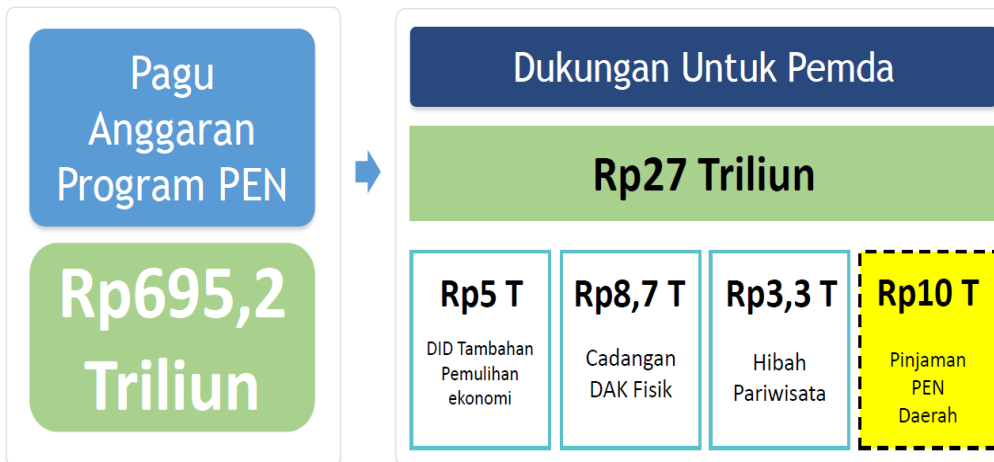 Pagu
Anggaran
Program PEN
Rp695,2
Triliun
Dukungan Untuk Pemda
Rp27 Triliun
Rp5 T
DID Tambahan
Pemulihan
ekonomi
Rp8,7 T
Cadangan
DAK Fisik
Rp3,3 T
Hibah
Pariwisata
Rp10 T
Pinjaman
PEN
Daerah